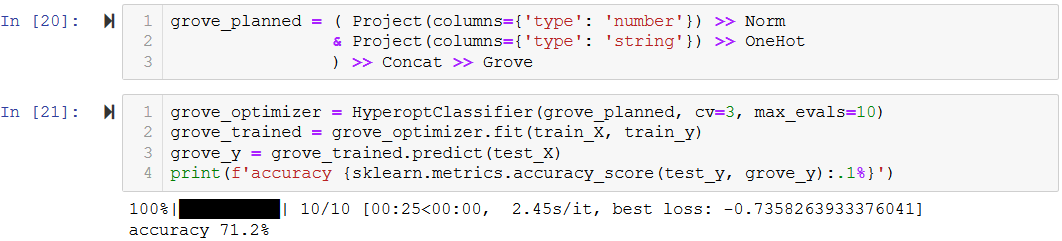 In [20]:
1 grove_planned = ( Project(columns={'type': 'number'}) >> Norm
2 & Project(columns={'type': 'string'}) >> OneHot
3 ) >> Concat >> Grove
In [21]:
1 grove_optimizer = HyperoptClassifier(grove_planned, cv=3, max_evals=10)
2 grove_trained = grove_optimizer.fit(train_X, train_y)
3 grove_y = grove_trained.predict(test_X)
4 print(f'accuracy {sklearn.metrics.accuracy_score(test_y, grove_y):.1%}')
100%|██████████| 10/10 [00:25<00:00, 2.45s/it, best loss: -0.7358263933376041]
accuracy 71.2%